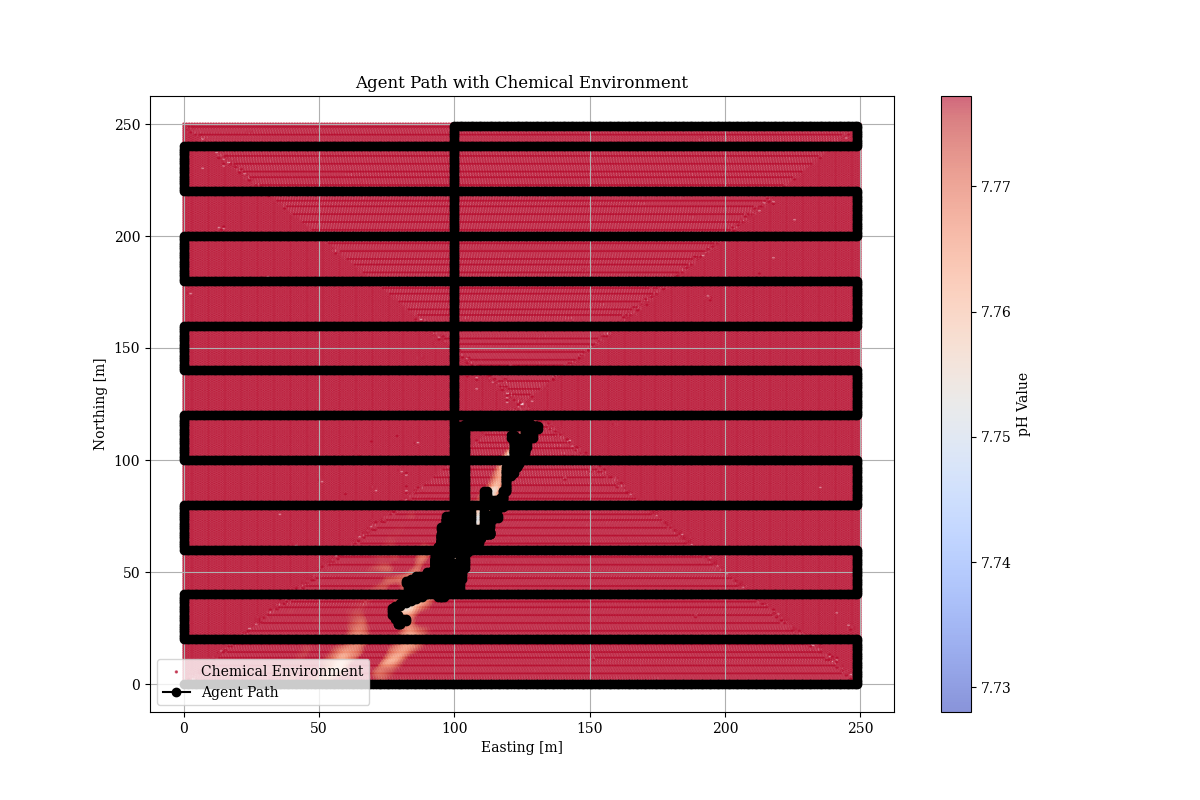 Agent Path with Chemical Environment
250
200
150
100
50
0
Northing [m]
Chemical Environment
Agent Path
0
50
100
150
200
250
Easting [m]
7.77
7.76
7.75
7.74
7.73
pH Value